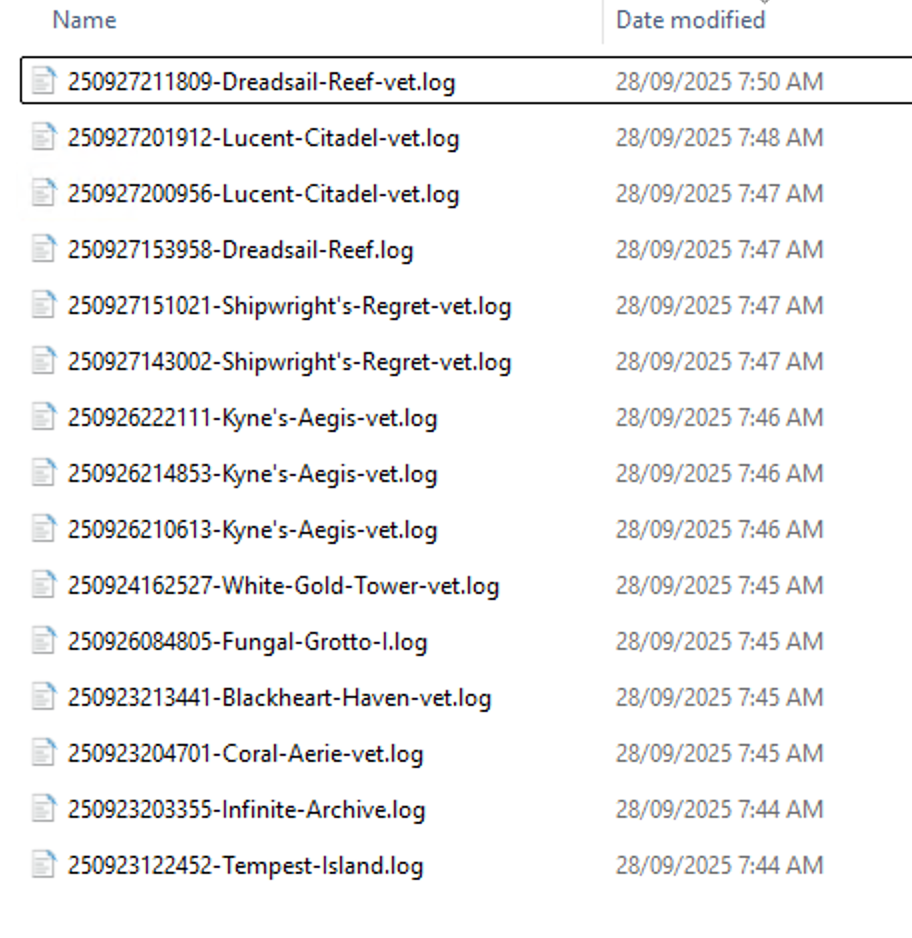 Name Date modified
250927211809-Dreadsail-Reef-vet.log 28/09/2025 7:50 AM
250927201912-Lucent-Citadel-vet.log 28/09/2025 7:48 AM
250927200956-Lucent-Citadel-vet.log 28/09/2025 7:47 AM
250927153958-Dreadsail-Reef.log 28/09/2025 7:47 AM
250927151021-Shipwright's-Regret-vet.log 28/09/2025 7:47 AM
250927143002-Shipwright's-Regret-vet.log 28/09/2025 7:47 AM
250926222111-Kyne's-Aegis-vet.log 28/09/2025 7:46 AM
250926214853-Kyne's-Aegis-vet.log 28/09/2025 7:46 AM
250926210613-Kyne's-Aegis-vet.log 28/09/2025 7:46 AM
250924162527-White-Gold-Tower-vet.log 28/09/2025 7:45 AM
250926084805-Fungal-Grotto-I.log 28/09/2025 7:45 AM
250923213441-Blackheart-Haven-vet.log 28/09/2025 7:45 AM
250923204701-Coral-Aerie-vet.log 28/09/2025 7:45 AM
250923203355-Infinite-Archive.log 28/09/2025 7:44 AM
250923122452-Tempest-Island.log 28/09/2025 7:44 AM